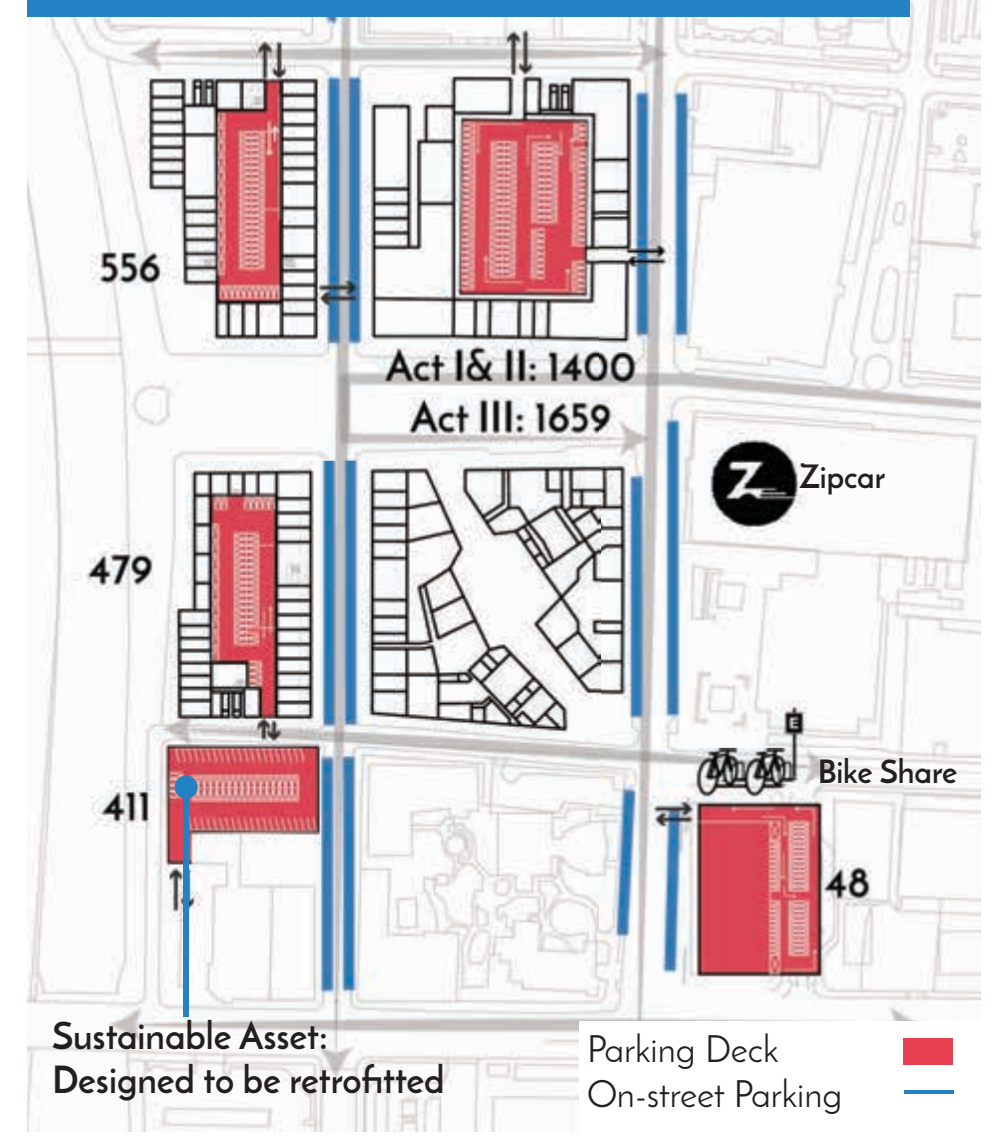 556
Act I& II: 1400
Act III: 1659
Z
Zipcar
479
E
Bike Share
411
48
Sustainable Asset:
Designed to be retrofitted
Parking Deck
On-street Parking